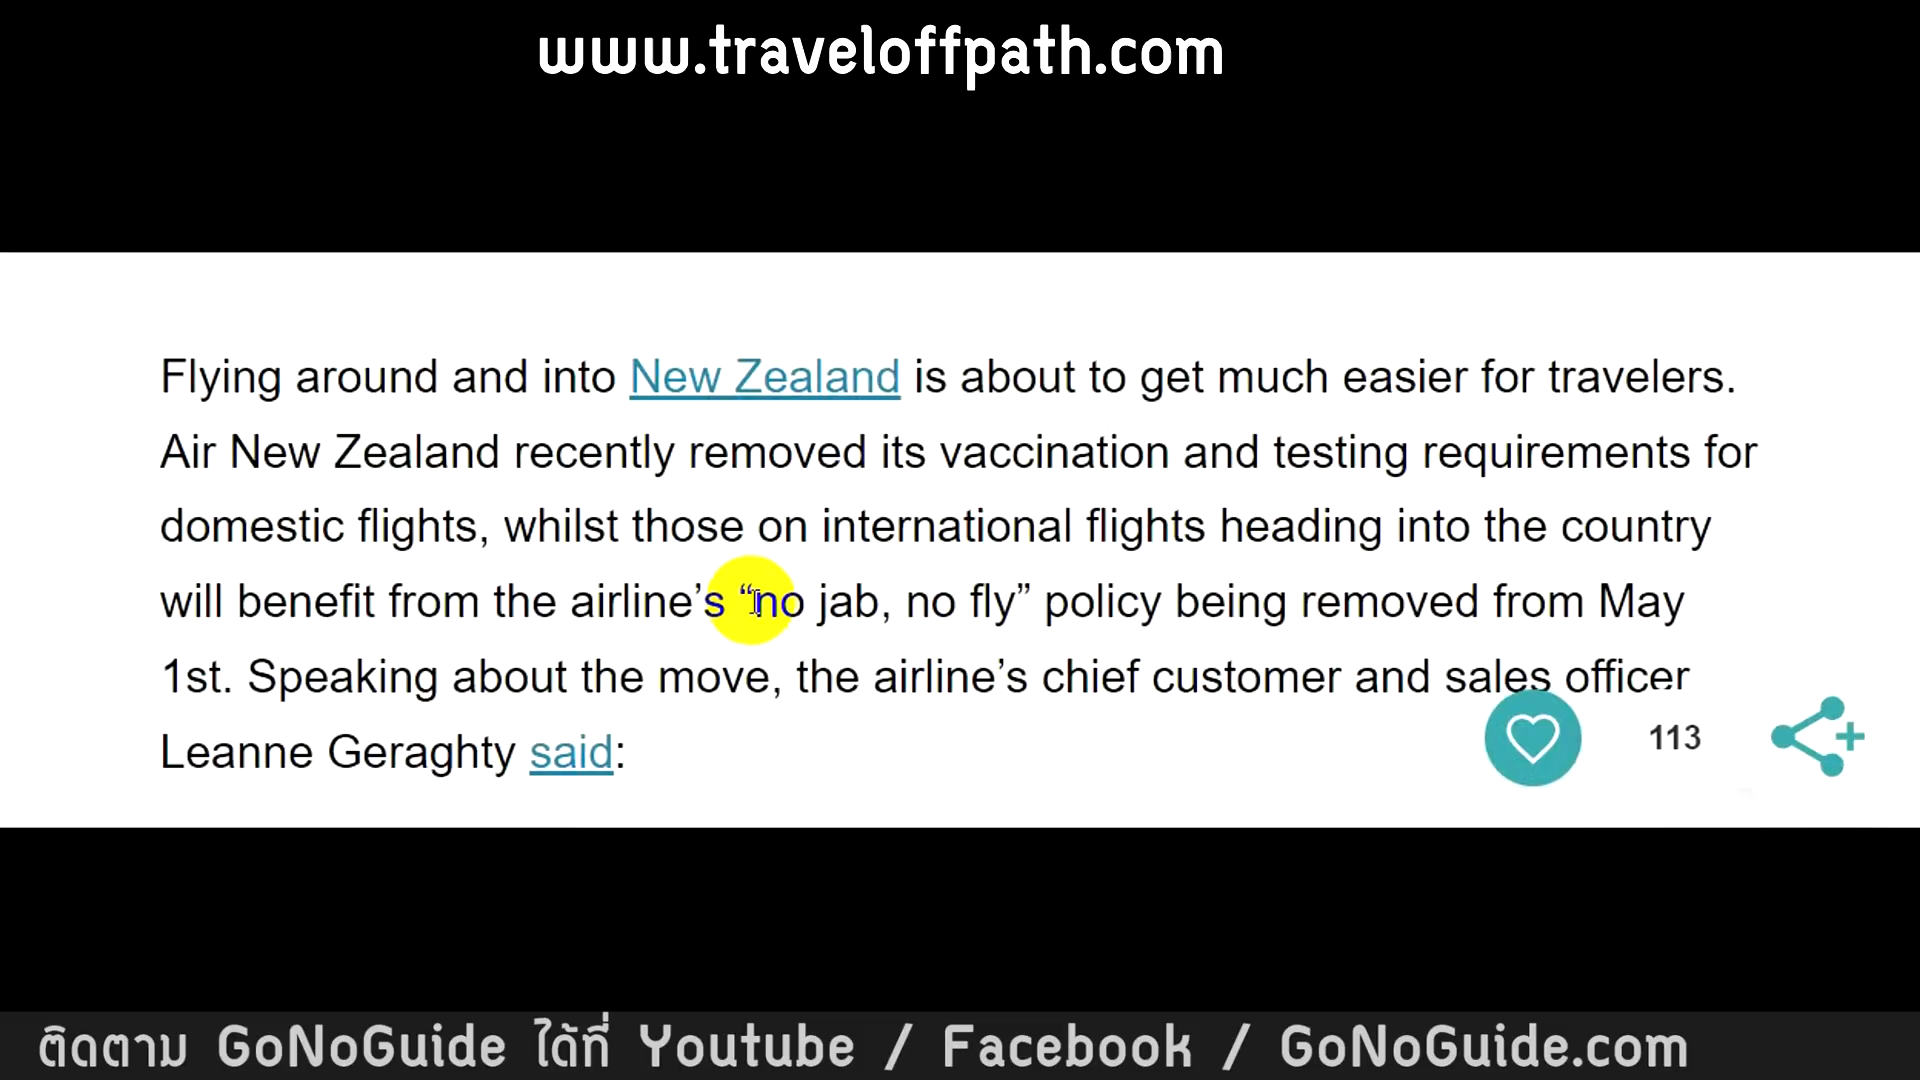 www.traveloffpath.com
Flying around and into New Zealand is about to get much easier for travelers.
Air New Zealand recently removed its vaccination and testing requirements for
domestic flights, whilst those on international flights heading into the country
will benefit from the airline’s “no jab, no fly” policy being removed from May
1st. Speaking about the move, the airline’s chief customer and sales officer
Leanne Geraghty said:
113
ติดตาม GoNoGuide ได้ที่ Youtube / Facebook / GoNoGuide.com